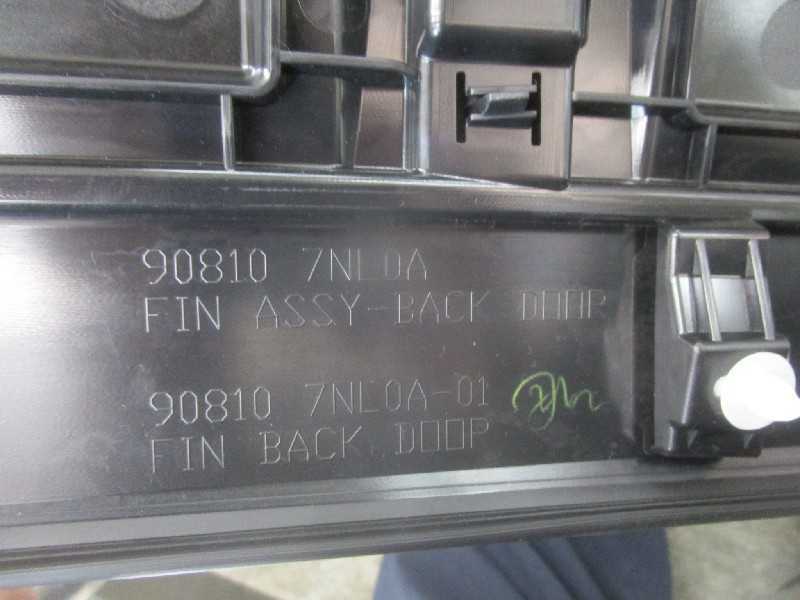 90810 7NL0A
FIN ASSY-BACK DOOR
90810 7NL0A-01
FIN BACK DOOR